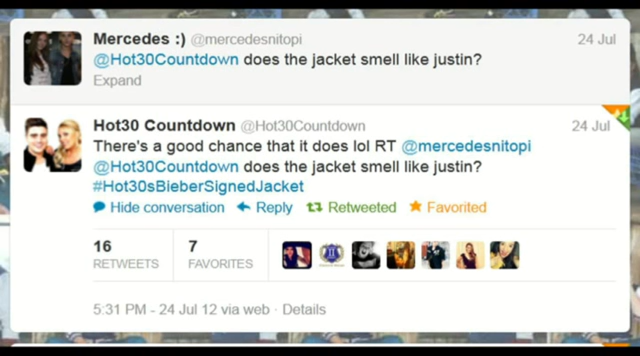 Mercedes :) @mercedesnitopi 24 Jul
@Hot30Countdown does the jacket smell like justin?
Expand
Hot30 Countdown @Hot30Countdown 24 Jul
There's a good chance that it does lol RT @mercedesnitopi
@Hot30Countdown does the jacket smell like justin?
#Hot30sBieberSignedJacket
Hide conversation Reply Retweeted Favorited
16 7
RETWEETS FAVORITES
5:31 PM - 24 Jul 12 via web · Details